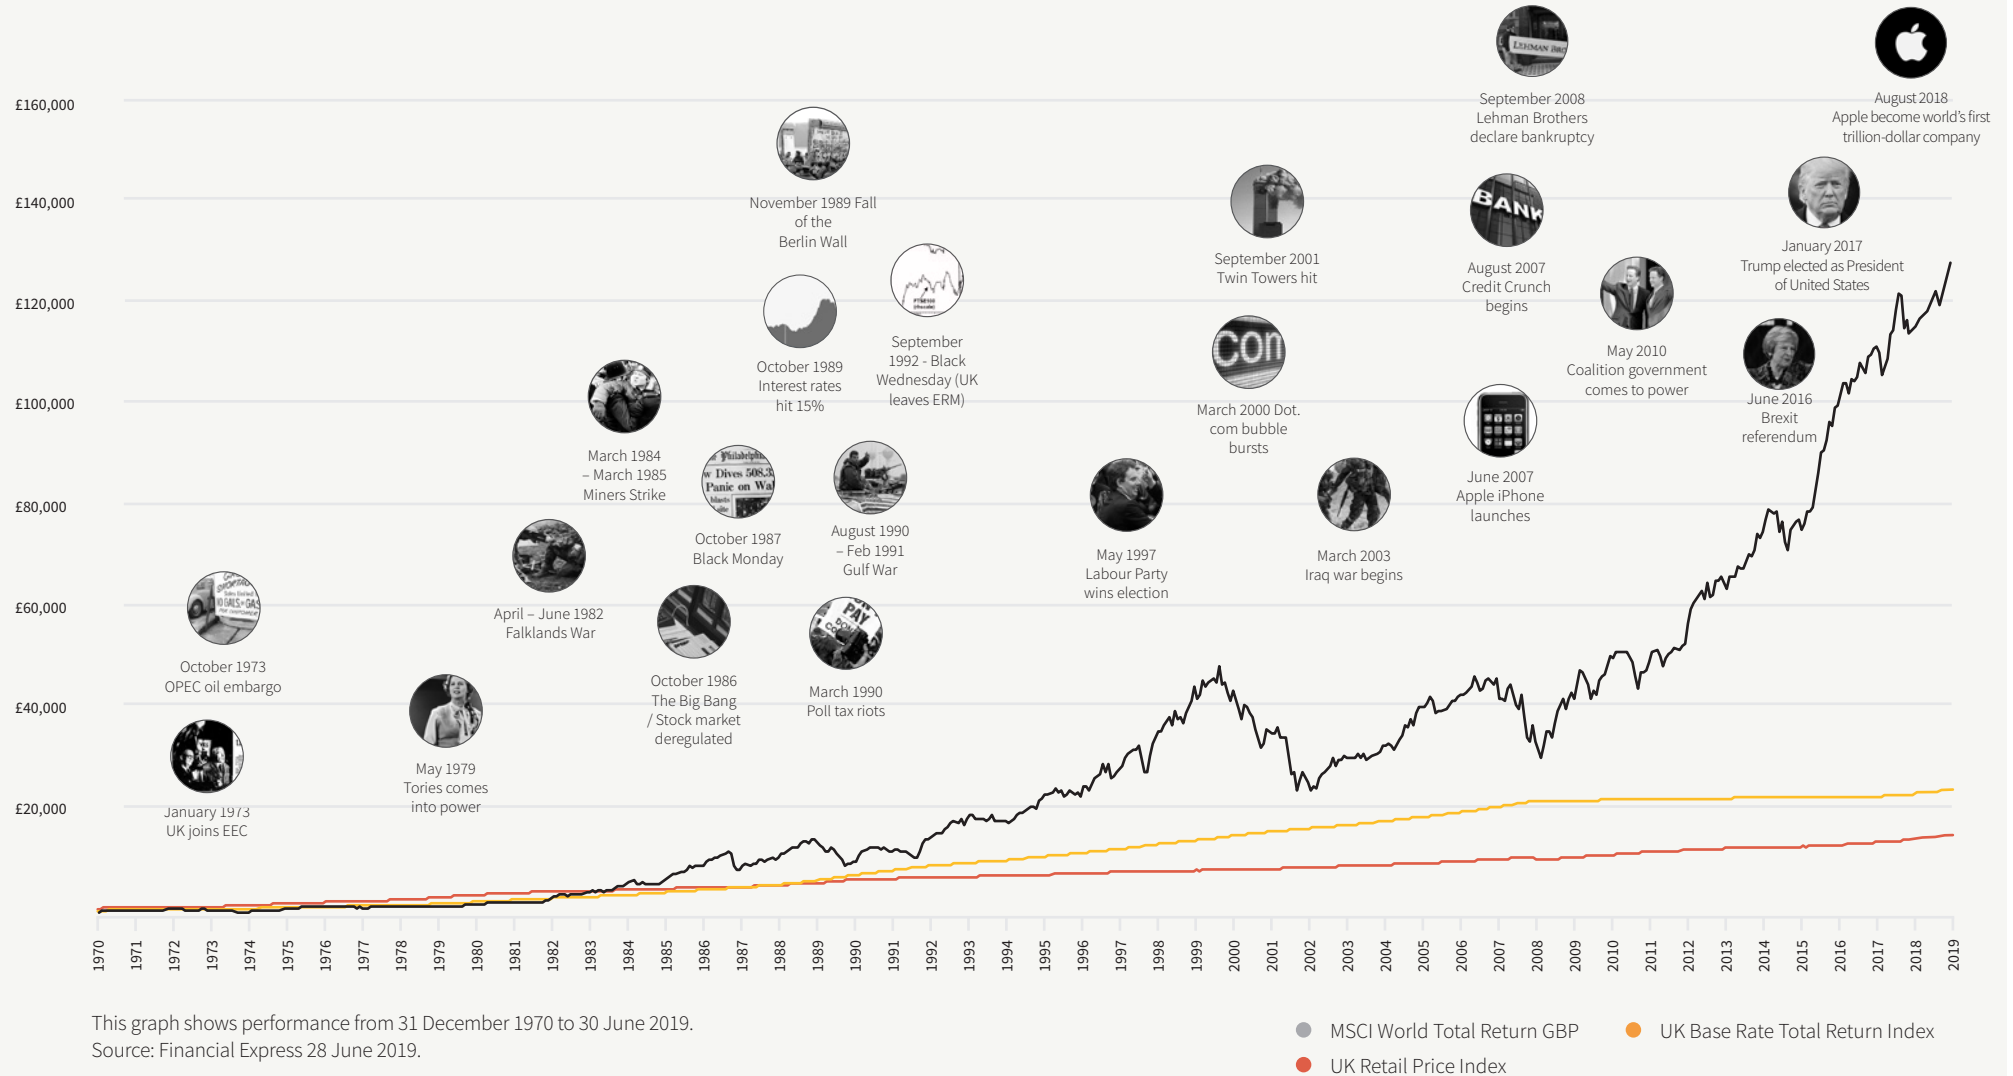 £160,000
£140,000
£120,000
£100,000
£80,000
£60,000
£40,000
£20,000
January 1973
UK joins EEC
October 1973
OPEC oil embargo
May 1979
Tories comes
into power
April – June 1982
Falklands War
March 1984
– March 1985
Miners Strike
October 1986
The Big Bang
/ Stock market
deregulated
Philadelphi
w Dives 508.3
Panic on Wa
October 1987
Black Monday
November 1989 Fall
of the
Berlin Wall
October 1989
Interest rates
hit 15%
PAY
March 1990
Poll tax riots
August 1990
– Feb 1991
Gulf War
September
1992 - Black
Wednesday (UK
leaves ERM)
May 1997
Labour Party
wins election
con
March 2000 Dot.
com bubble
bursts
September 2001
Twin Towers hit
March 2003
Iraq war begins
June 2007
Apple iPhone
launches
BANK
August 2007
Credit Crunch
begins
LEHMAN BRO
September 2008
Lehman Brothers
declare bankruptcy
May 2010
Coalition government
comes to power
June 2016
Brexit
referendum
January 2017
Trump elected as President
of United States
August 2018
Apple become world's first
trillion-dollar company
1970
1971
1972
1973
1974
1975
1976
1977
1978
1979
1980
1981
1982
1983
1984
1985
1986
1987
1988
1989
1990
1991
1992
1993
1994
1995
1996
1997
1998
1999
2000
2001
2002
2003
2004
2005
2006
2007
2008
2009
2010
2011
2012
2013
2014
2015
2016
2017
2018
2019
This graph shows performance from 31 December 1970 to 30 June 2019.
Source: Financial Express 28 June 2019.
MSCI World Total Return GBP
UK Base Rate Total Return Index
UK Retail Price Index